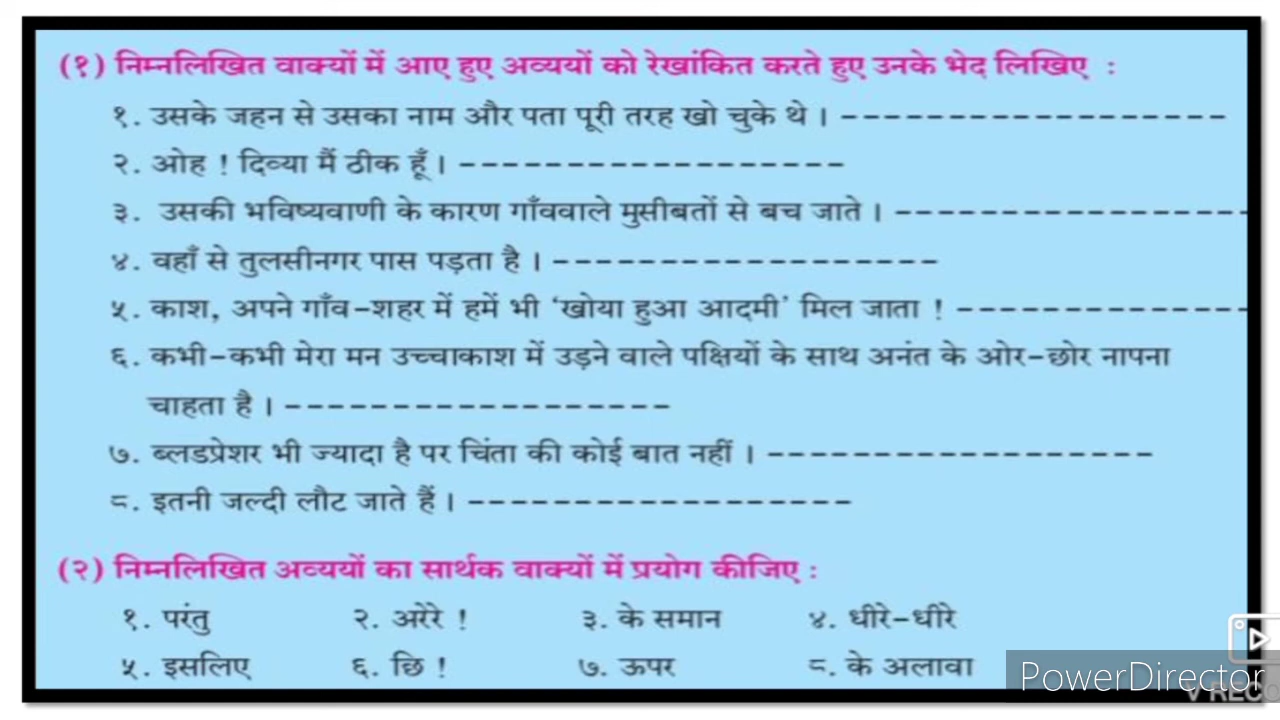 (१) निम्नलिखित वाक्यों में आए हुए अव्ययों को रेखांकित करते हुए उनके भेद लिखिए :
१. उसके जहन से उसका नाम और पता पूरी तरह खो चुके थे । ------------------
२. ओह ! दिव्या मैं ठीक हूँ । ------------------
३. उसकी भविष्यवाणी के कारण गाँववाले मुसीबतों से बच जाते । -----------------
४. वहाँ से तुलसीनगर पास पड़ता है । ------------------
५. काश, अपने गाँव-शहर में हमें भी ‘खोया हुआ आदमी’ मिल जाता ! --------------
६. कभी-कभी मेरा मन उच्चाकाश में उड़ने वाले पक्षियों के साथ अनंत के ओर-छोर नापना
चाहता है । ------------------
७. ब्लडप्रेशर भी ज्यादा है पर चिंता की कोई बात नहीं । ------------------
८. इतनी जल्दी लौट जाते हैं । ------------------
(२) निम्नलिखित अव्ययों का सार्थक वाक्यों में प्रयोग कीजिए :
१. परंतु २. अरेरे ! ३. के समान ४. धीरे-धीरे
५. इसलिए ६. छि ! ७. ऊपर ८. के अलावा
PowerDirector